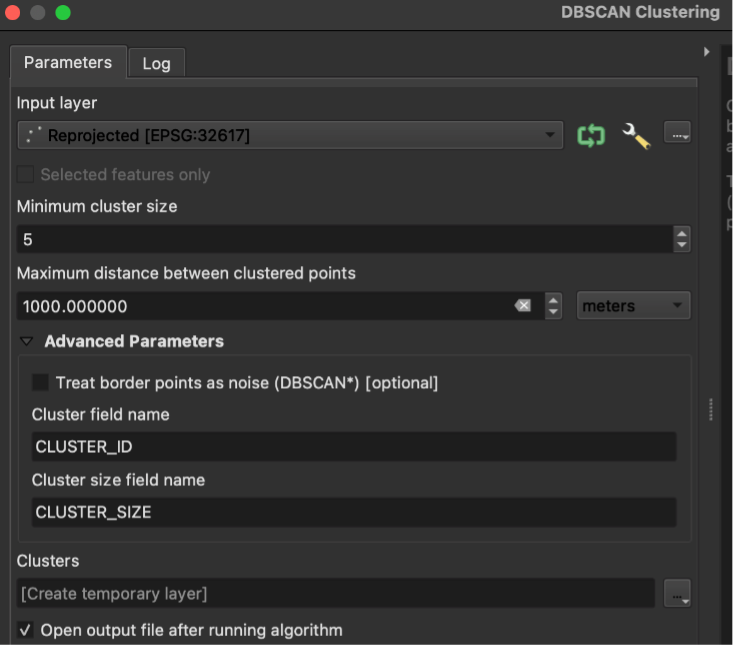 DBSCAN Clustering
Parameters
Log
Input layer
Reprojected [EPSG:32617]
...
Selected features only
Minimum cluster size
5
Maximum distance between clustered points
1000.000000
meters
Advanced Parameters
Treat border points as noise (DBSCAN*) [optional]
Cluster field name
CLUSTER_ID
Cluster size field name
CLUSTER_SIZE
Clusters
[Create temporary layer]
...
Open output file after running algorithm